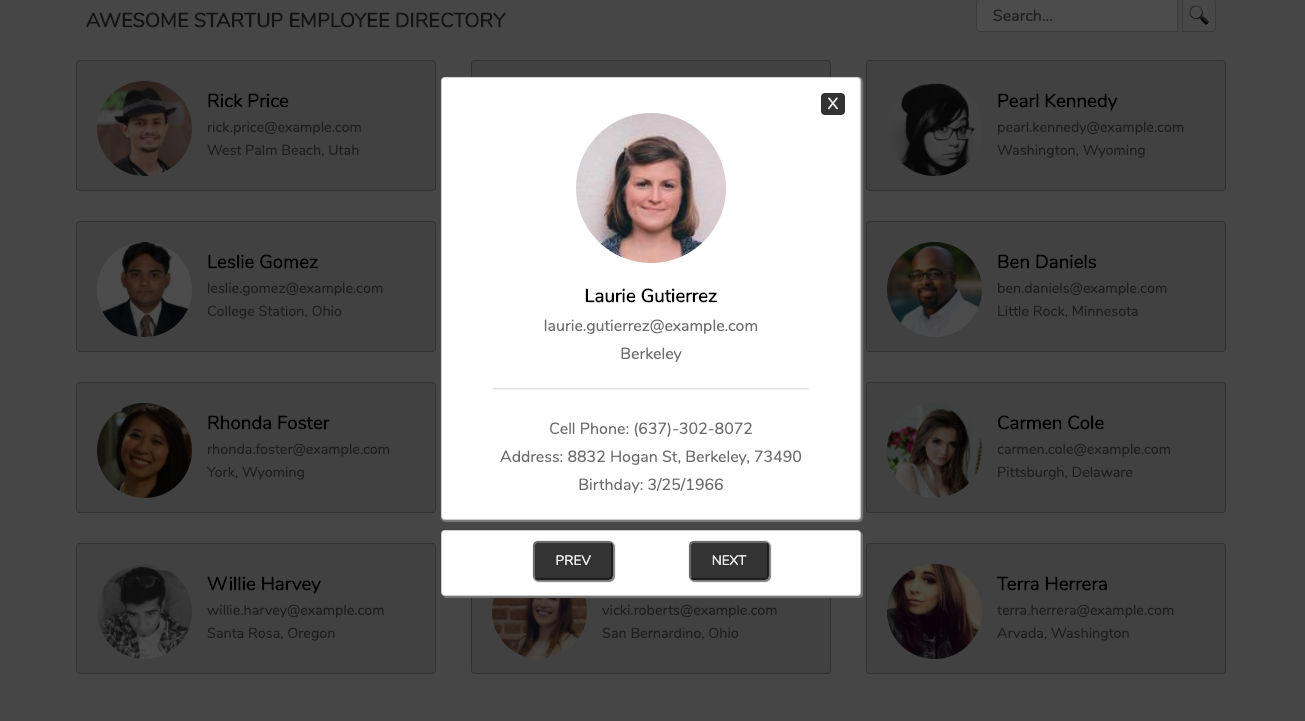 AWESOME STARTUP EMPLOYEE DIRECTORY
Search...
Rick Price
rick.price@example.com
West Palm Beach, Utah
Pearl Kennedy
pearl.kennedy@example.com
Washington, Wyoming
Leslie Gomez
leslie.gomez@example.com
College Station, Ohio
Ben Daniels
ben.daniels@example.com
Little Rock, Minnesota
Rhonda Foster
rhonda.foster@example.com
York, Wyoming
Carmen Cole
carmen.cole@example.com
Pittsburgh, Delaware
Willie Harvey
willie.harvey@example.com
Santa Rosa, Oregon
vicki.roberts@example.com
San Bernardino, Ohio
Terra Herrera
terra.herrera@example.com
Arvada, Washington
X
Laurie Gutierrez
laurie.gutierrez@example.com
Berkeley
Cell Phone: (637)-302-8072
Address: 8832 Hogan St, Berkeley, 73490
Birthday: 3/25/1966
PREV
NEXT